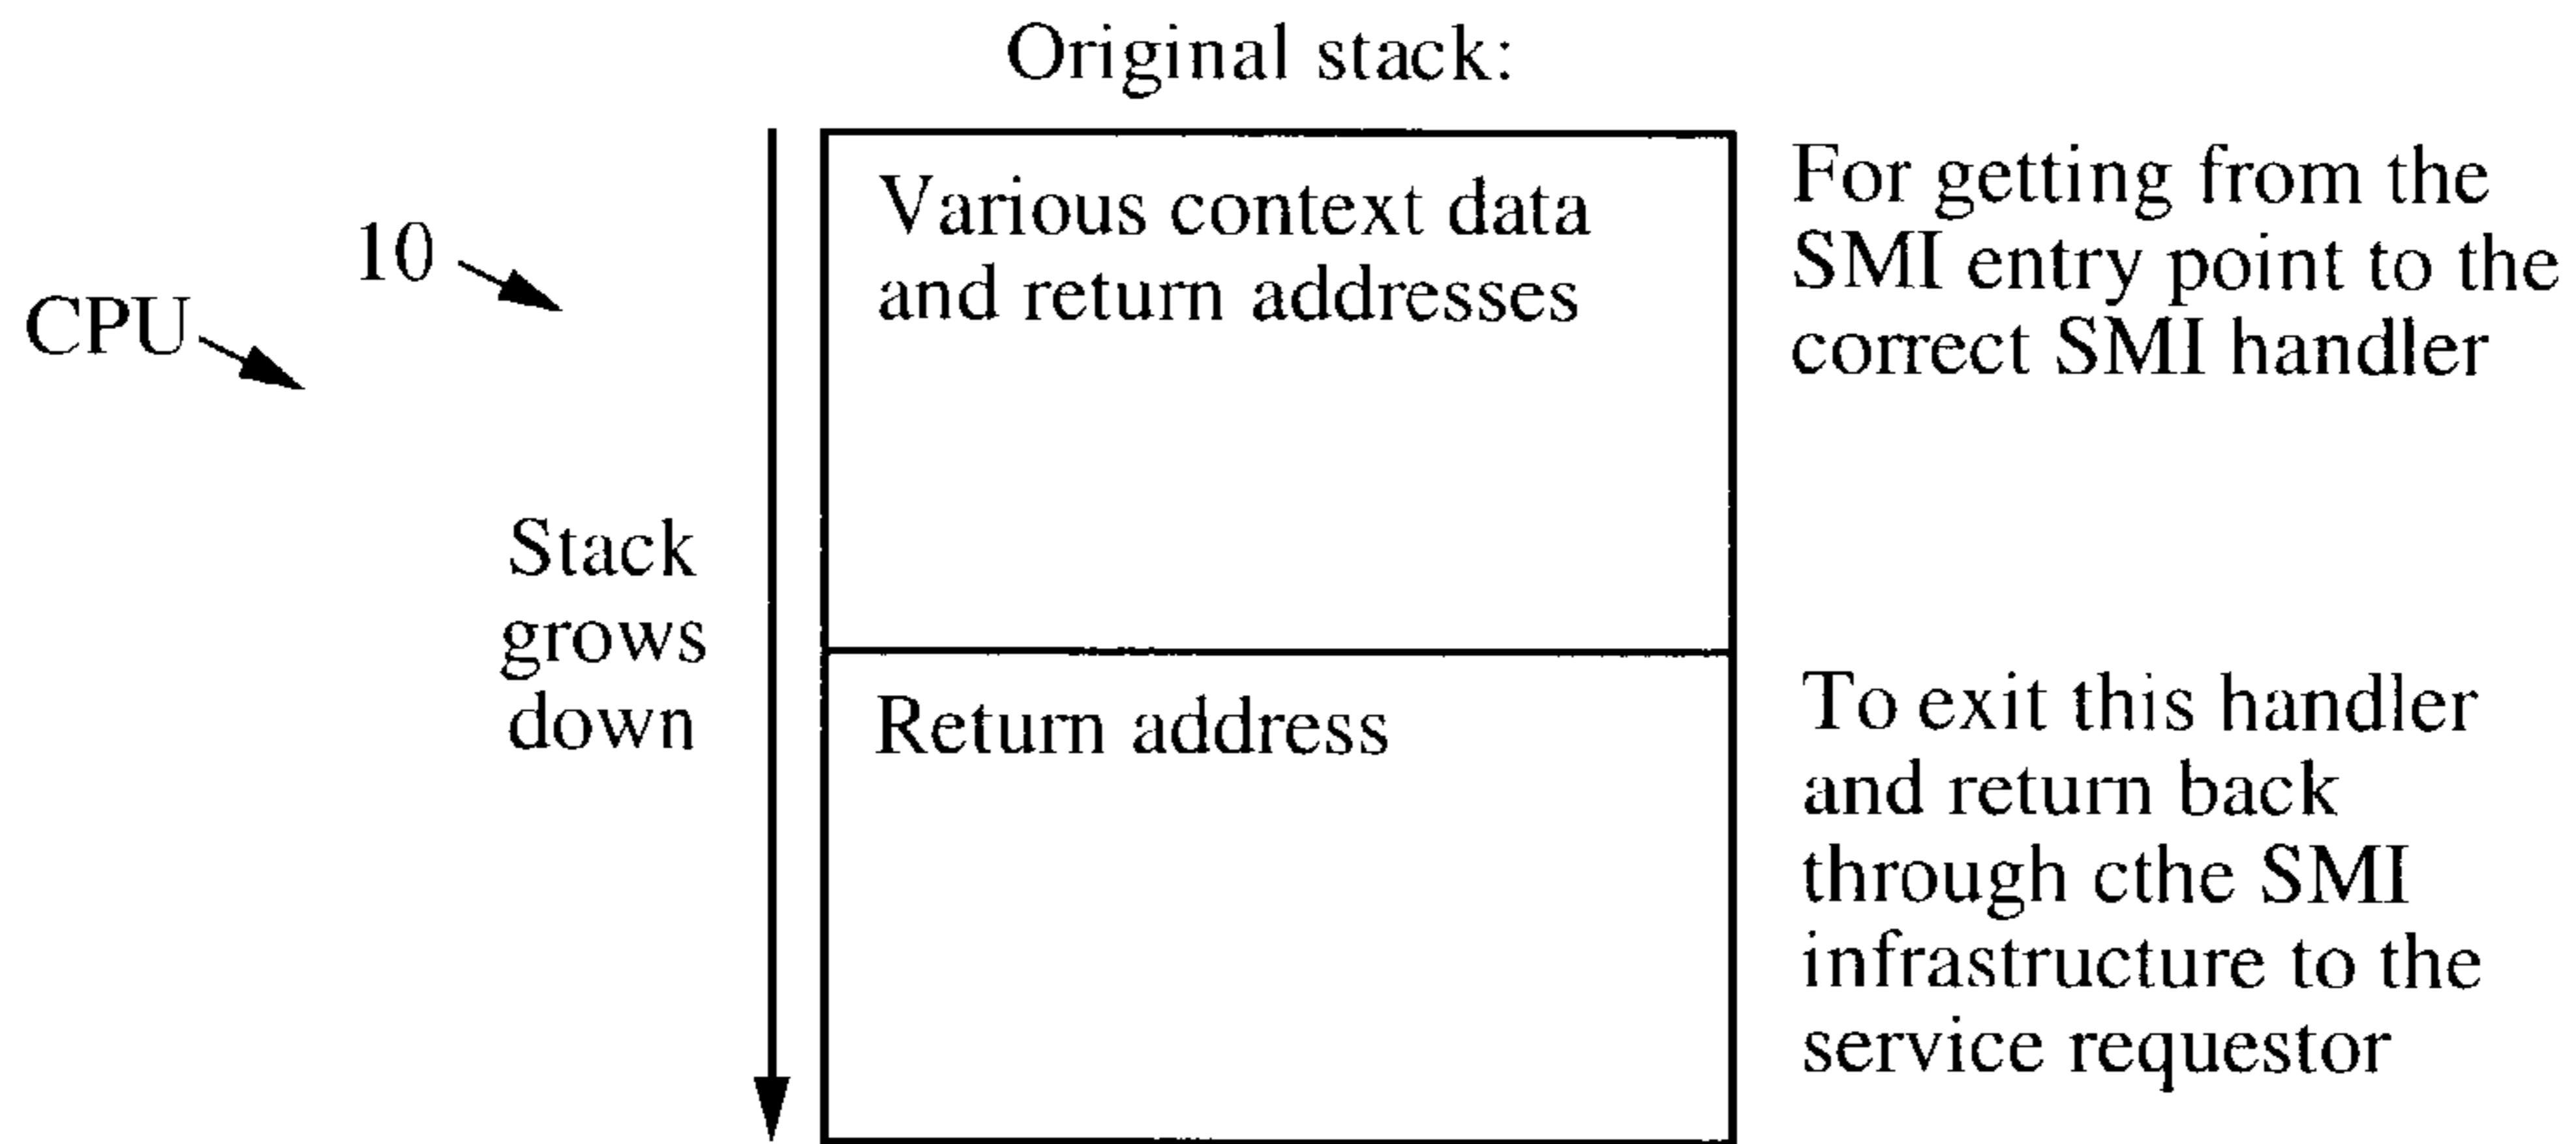 Original stack:
10
CPU
Stack
grows
down
Various context data
and return addresses
For getting from the
SMI entry point to the
correct SMI handler
Return address
To exit this handler
and return back
through cthe SMI
infrastructure to the
service requestor